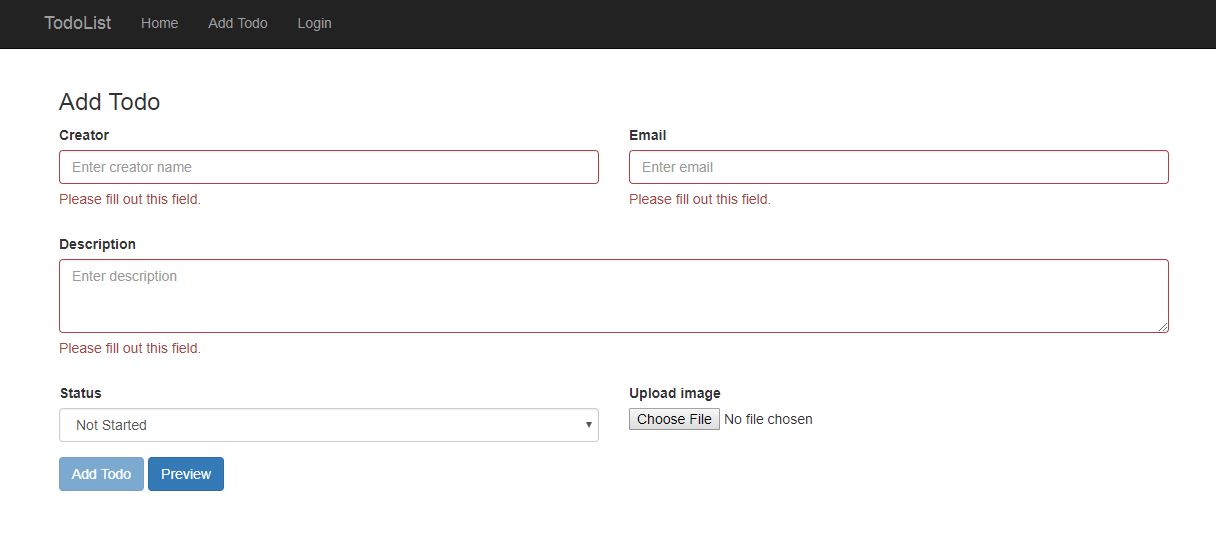 TodoList Home Add Todo Login
Add Todo
Creator Email
Enter creator name Enter email
Please fill out this field. Please fill out this field.
Description
Enter description
Please fill out this field.
Status Upload image
Not Started Choose File No file chosen
Add Todo Preview